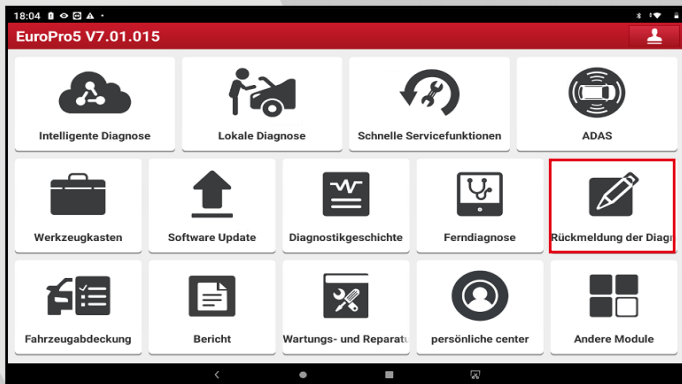 18:04
EuroPro5 V7.01.015
Intelligente Diagnose
Lokale Diagnose
Schnelle Servicefunktionen
ADAS
Werkzeugkasten
Software Update
Diagnostikgeschichte
Ferndiagnose
Rückmeldung der Diagn
Fahrzeugabdeckung
Bericht
Wartungs- und Reparatu
persönliche center
Andere Module